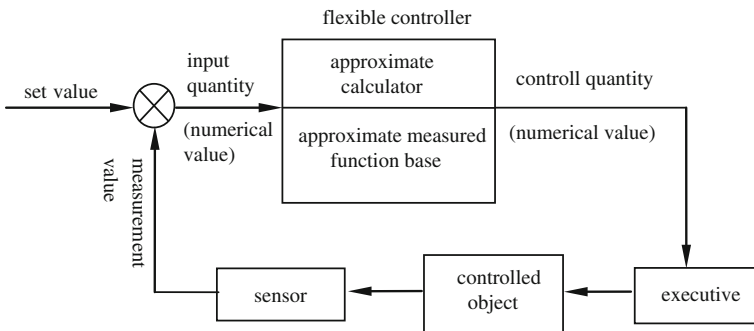 flexible controller
set value
input
quantity
(numerical
value)
approximate
calculator
approximate measured
function base
controll quantity
(numerical value)
measurement
value
sensor
controlled
object
executive